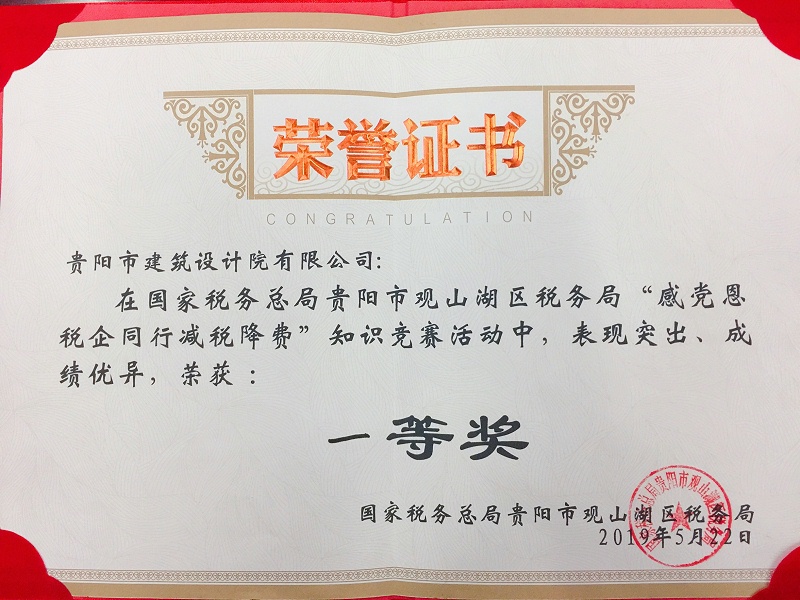 荣誉证书
CONGRATULATION
贵阳市建筑设计院有限公司:
在国家税务总局贵阳市观山湖区税务局“感党恩
税企同行减税降费”知识竞赛活动中，表现突出、成
绩优异，荣获：
一等奖
国家税务总局贵阳市观山湖区税务局
2019年5月22日